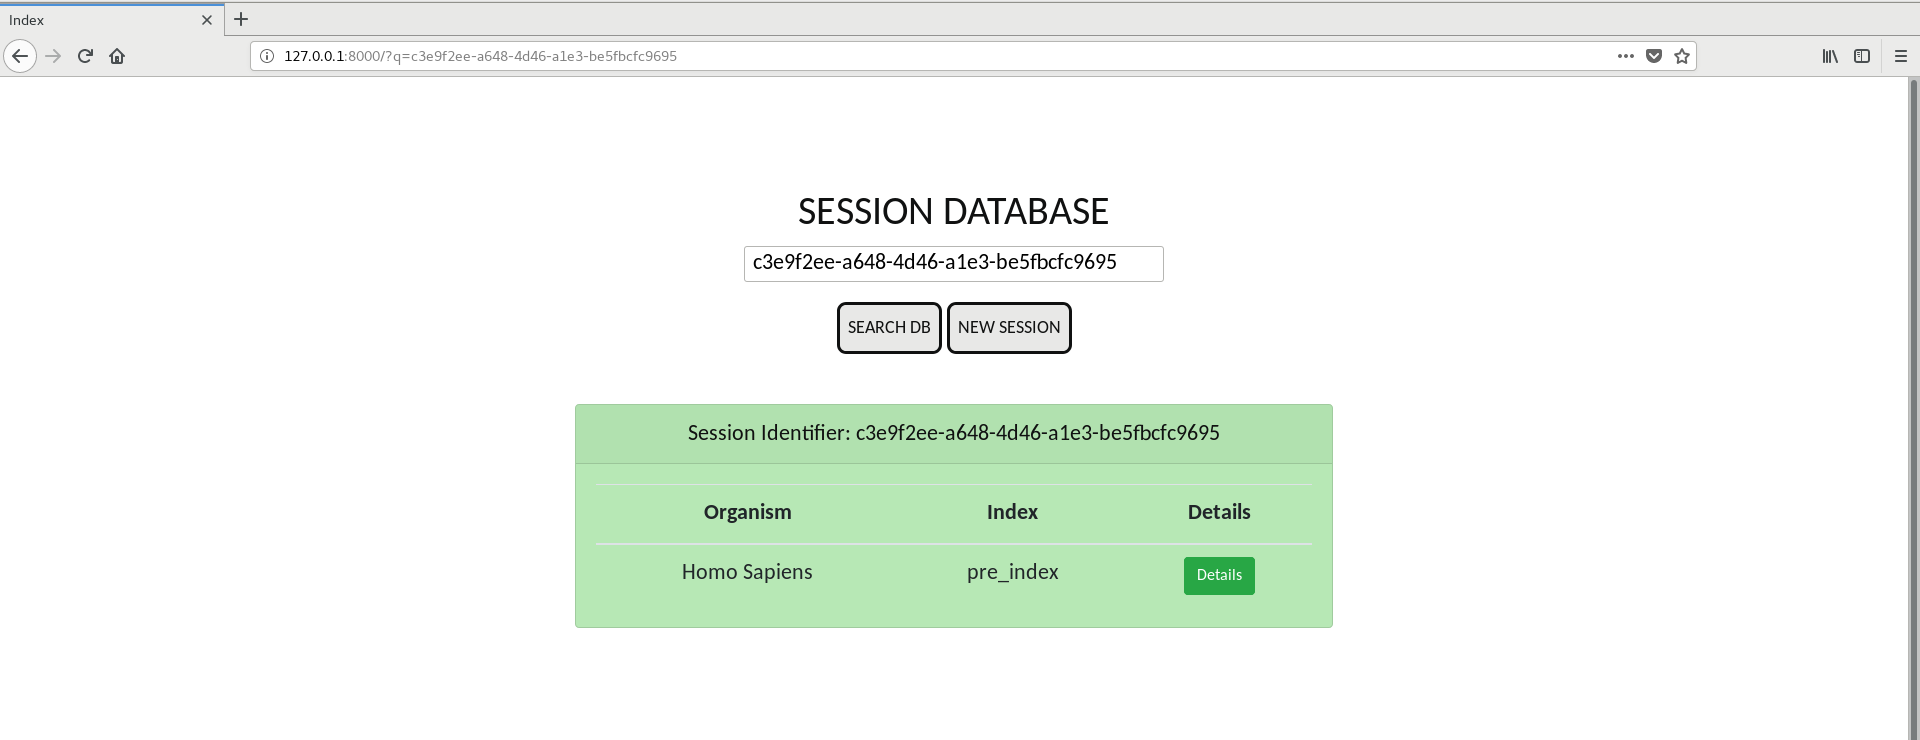 Index
127.0.0.1:8000/?q=c3e9f2ee-a648-4d46-a1e3-be5fbcfc9695
SESSION DATABASE
c3e9f2ee-a648-4d46-a1e3-be5fbcfc9695
SEARCH DB NEW SESSION
Session Identifier: c3e9f2ee-a648-4d46-a1e3-be5fbcfc9695
Organism Index Details
Homo Sapiens pre_index Details